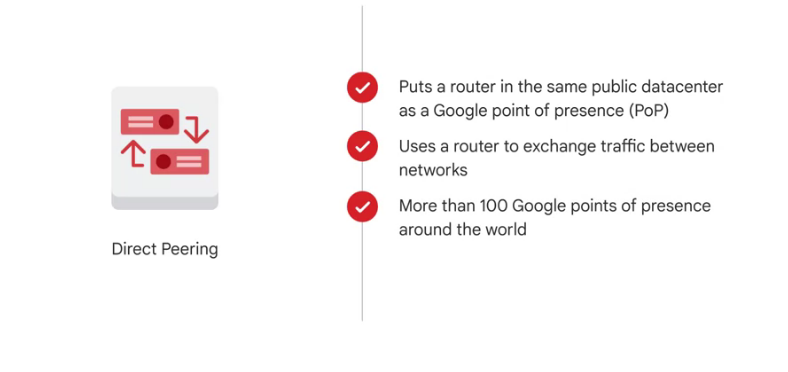 Puts a router in the same public datacenter
as a Google point of presence (PoP)
Uses a router to exchange traffic between
networks
More than 100 Google points of presence
around the world
Direct Peering